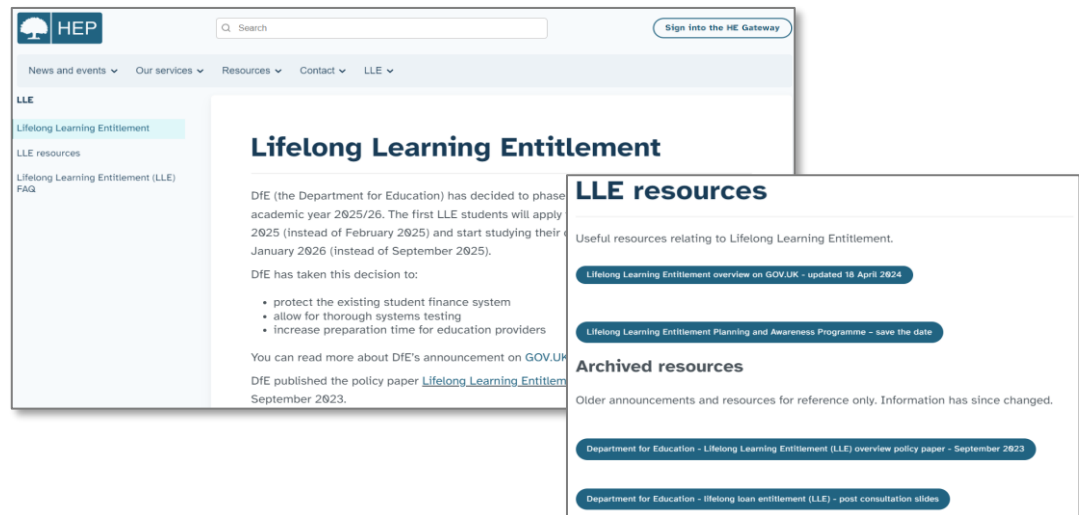 HEP
Search
Sign into the HE Gateway
News and events
Our services
Resources
Contact
LLE
LLE
Lifelong Learning Entitlement
LLE resources
Lifelong Learning Entitlement (LLE)
FAQ
Lifelong Learning Entitlement
DfE (the Department for Education) has decided to phase
academic year 2025/26. The first LLE students will apply
2025 (instead of February 2025) and start studying their
January 2026 (instead of September 2025).
DfE has taken this decision to:
• protect the existing student finance system
• allow for thorough systems testing
• increase preparation time for education providers
You can read more about DfE's announcement on GOV.UK
DfE published the policy paper Lifelong Learning Entitlem
September 2023.
LLE resources
Useful resources relating to Lifelong Learning Entitlement.
Lifelong Learning Entitlement overview on GOV.UK - updated 18 April 2024
Lifelong Learning Entitlement Planning and Awareness Programme – save the date
Archived resources
Older announcements and resources for reference only. Information has since changed.
Department for Education - Lifelong Learning Entitlement (LLE) overview policy paper - September 2023
Department for Education - lifelong loan entitlement (LLE) - post consultation slides